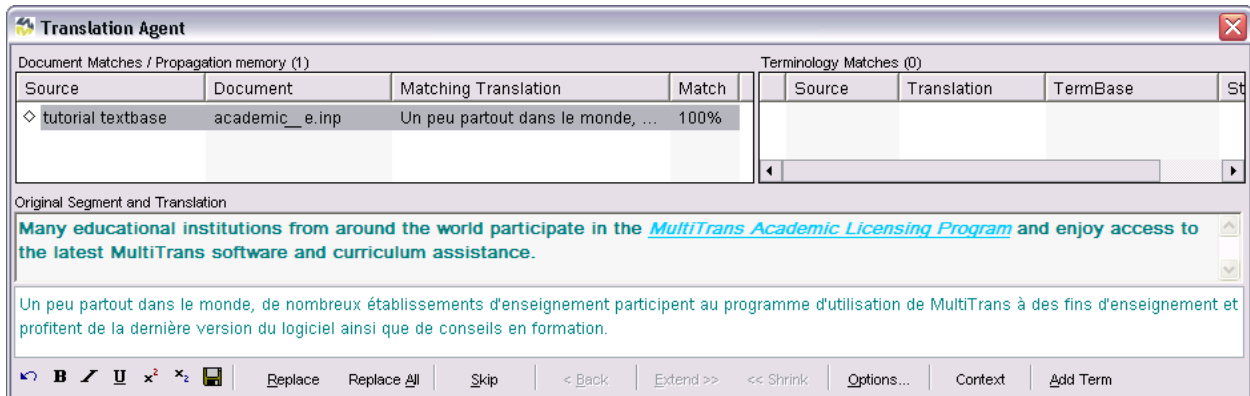 Translation Agent
Document Matches / Propagation memory (1)
Terminology Matches (0)
Source Document Matching Translation Match
Source Translation TermBase St
tutorial textbase academic__e.inp Un peu partout dans le monde, ... 100%
Original Segment and Translation
Many educational institutions from around the world participate in the MultiTrans Academic Licensing Program and enjoy access to
the latest MultiTrans software and curriculum assistance.
Un peu partout dans le monde, de nombreux établissements d'enseignement participent au programme d'utilisation de MultiTrans à des fins d'enseignement et
profitent de la dernière version du logiciel ainsi que de conseils en formation.
B I U x² x₂ Replace Replace All Skip < Back Extend >> << Shrink Options... Context Add Term